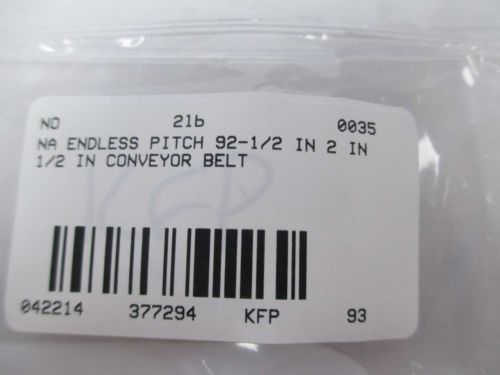 NO 2lb 0035
NA ENDLESS PITCH 92-1/2 IN 2 IN
1/2 IN CONVEYOR BELT
042214 377294 KFP 93